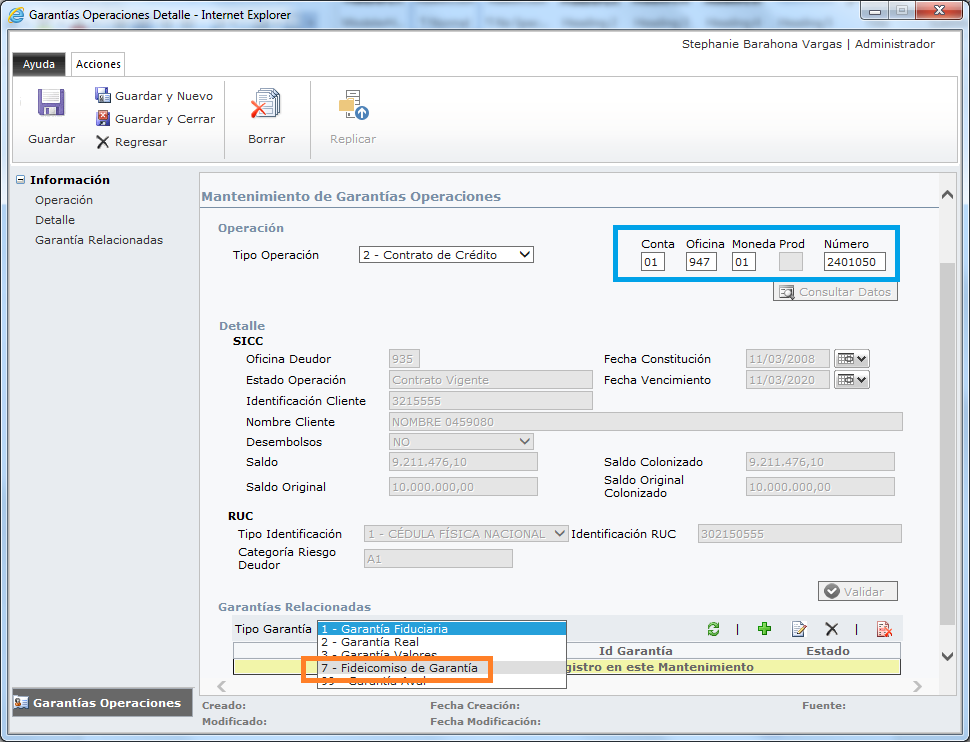 Garantías Operaciones Detalle - Internet Explorer
Stephanie Barahona Vargas | Administrador
Ayuda Acciones
Guardar
Guardar y Nuevo
Guardar y Cerrar
Regresar
Borrar
Replicar
Información
Operación
Detalle
Garantía Relacionadas
Mantenimiento de Garantías Operaciones
Operación
Tipo Operación 2 - Contrato de Crédito
Conta Oficina Moneda Prod Número
01 947 01 2401050
Consultar Datos
Detalle
SICC
Oficina Deudor 935 Fecha Constitución 11/03/2008
Estado Operación Contrato Vigente Fecha Vencimiento 11/03/2020
Identificación Cliente 3215555
Nombre Cliente NOMBRE 0459080
Desembolsos NO
Saldo 9.211.476,10 Saldo Colonizado 9.211.476,10
Saldo Original 10.000.000,00 Saldo Original Colonizado 10.000.000,00
RUC
Tipo Identificación 1 - CÉDULA FÍSICA NACIONAL Identificación RUC 302150555
Categoría Riesgo Deudor A1
Validar
Garantías Relacionadas
Tipo Garantía 1 - Garantía Fiduciaria
2 - Garantía Real
3 - Garantía Valores
7 - Fideicomiso de Garantía
99 - Garantía Aval
Id Garantía Estado
gistro en este Mantenimiento
Garantías Operaciones
Creado: Fecha Creación: Fuente:
Modificado: Fecha Modificación: